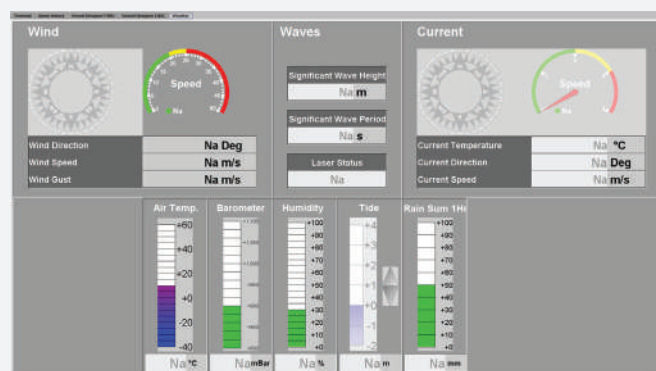 Weather
Wind
Waves
Current
Speed
Na
Significant Wave Height
Na m
Speed
Na
Significant Wave Period
Na s
Wind Direction Na Deg
Wind Speed Na m/s
Wind Gust Na m/s
Laser Status
Na
Current Temperature Na °C
Current Direction Na Deg
Current Speed Na m/s
Air Temp.
Barometer
Humidity
Tide
Rain Sum 1Hr
+60
+40
+20
+0
-20
-40
+100
+90
+80
+70
+60
+50
+40
+30
+20
+10
+0
+4
+3
+2
+1
+0
-1
-2
+100
+90
+80
+70
+60
+50
+40
+30
+20
+10
+0
Na °C
Na mBar
Na %
Na m
Na mm